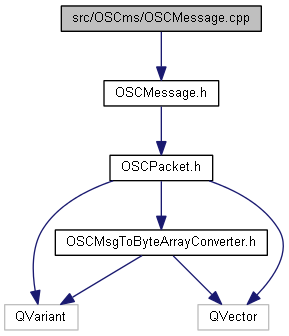 src/OSCms/OSCMessage.cpp
OSCMessage.h
OSCPacket.h
OSCMsgToByteArrayConverter.h
QVariant
QVector